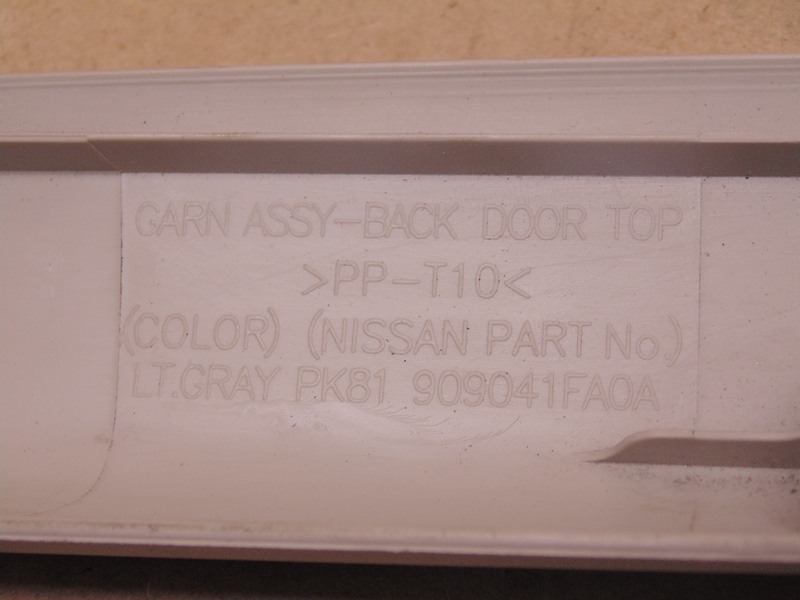 GARN ASSY-BACK DOOR TOP
>PP-T10<
(COLOR) (NISSAN PART No.)
LT.GRAY PK81 909041FA0A